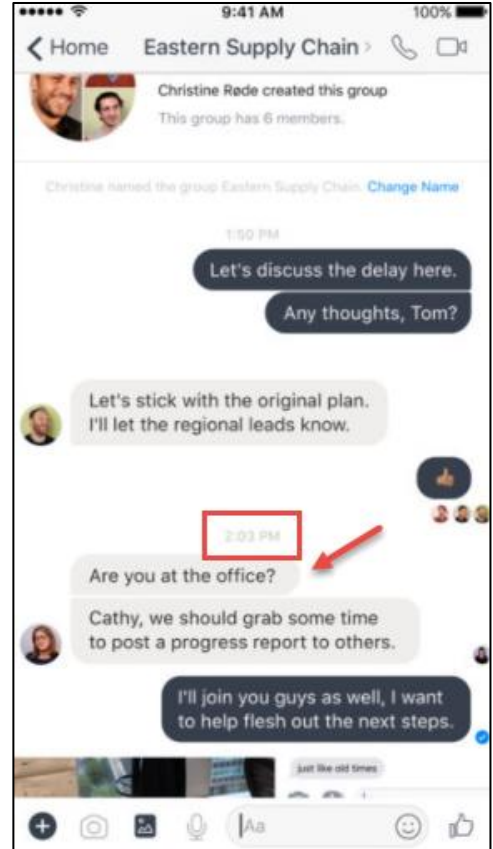 9:41 AM
100%
Home
Eastern Supply Chain
Christine Røde created this group
This group has 6 members.
Christine named the group Eastern Supply Chain. Change Name
1:50 PM
Let's discuss the delay here.
Any thoughts, Tom?
Let's stick with the original plan.
I'll let the regional leads know.
2:03 PM
Are you at the office?
Cathy, we should grab some time
to post a progress report to others.
I'll join you guys as well, I want
to help flesh out the next steps.
just like old times
Aa